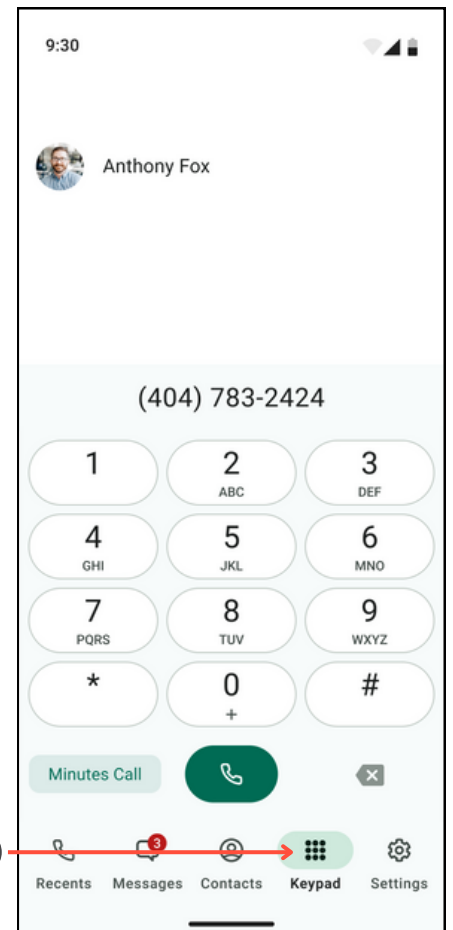 9:30
Anthony Fox
(404) 783-2424
1 2 3
ABC DEF
4 5 6
GHI JKL MNO
7 8 9
PQRS TUV WXYZ
* 0 #
+
Minutes Call
3
Recents Messages Contacts Keypad Settings